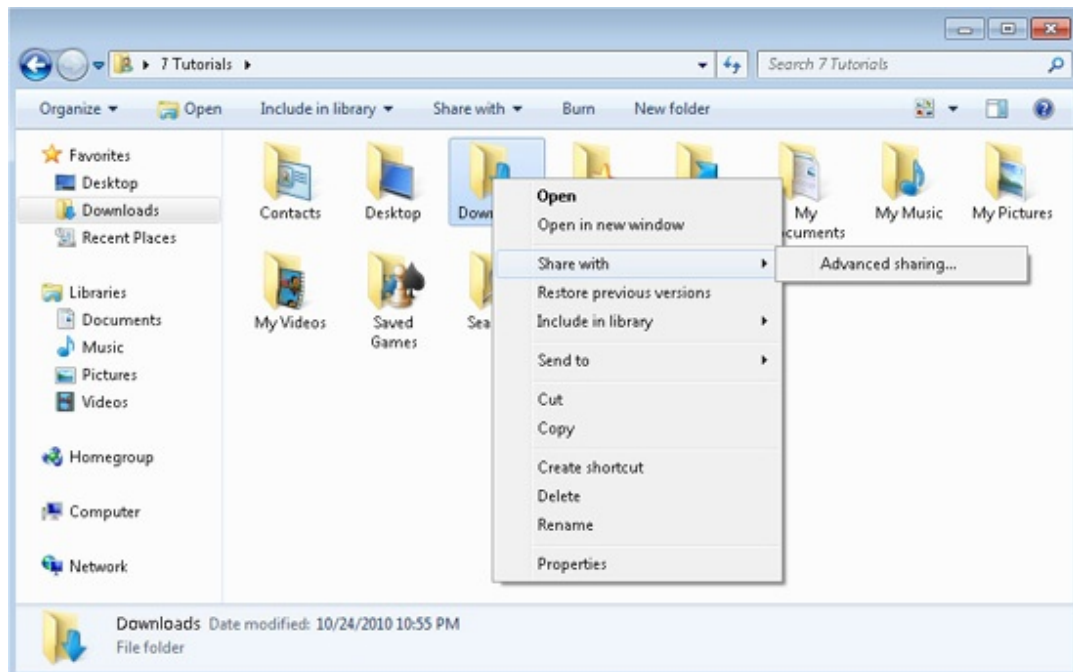 7 Tutorials
Search 7 Tutorials
Organize Open Include in library Share with Burn New folder
Favorites
Desktop
Downloads
Recent Places
Libraries
Documents
Music
Pictures
Videos
Homegroup
Computer
Network
Contacts
Desktop
My
My Music
My Pictures
My Videos
Saved
Games
Open
Open in new window
Share with
Restore previous versions
Include in library
Send to
Cut
Copy
Create shortcut
Delete
Rename
Properties
Advanced sharing...
Downloads Date modified: 10/24/2010 10:55 PM
File folder